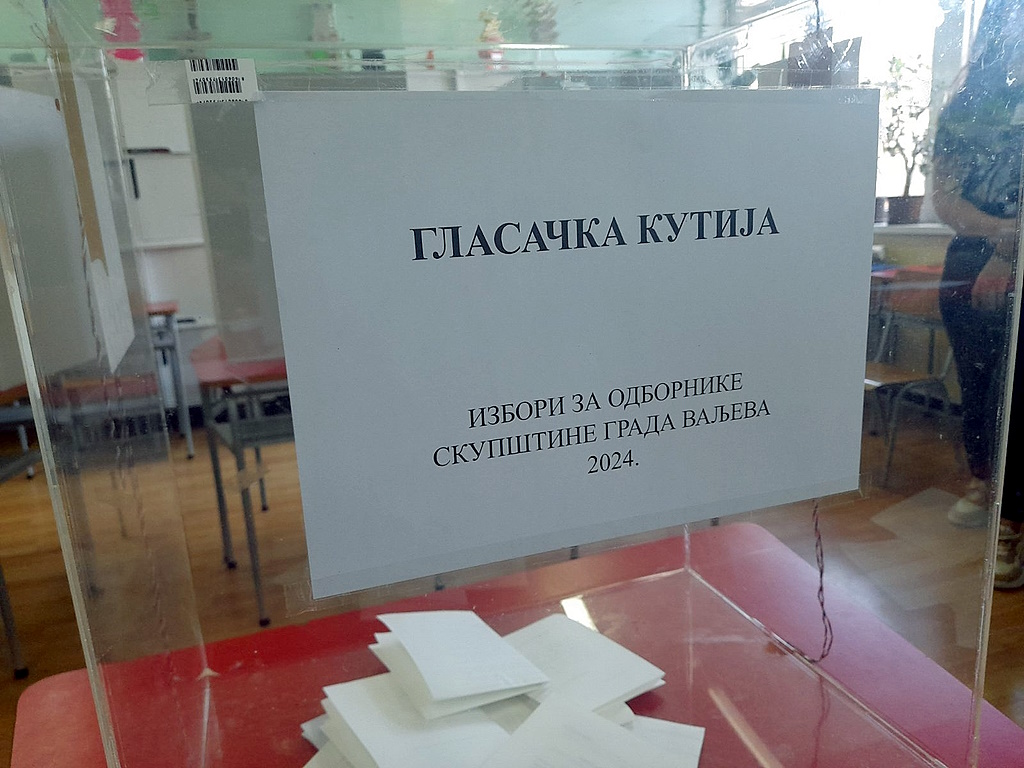 ГЛАСАЧКА КУТИЈА
ИЗБОРИ ЗА ОДБОРНИКЕ
СКУПШТИНЕ ГРАДА ВАЉЕВА
2024.